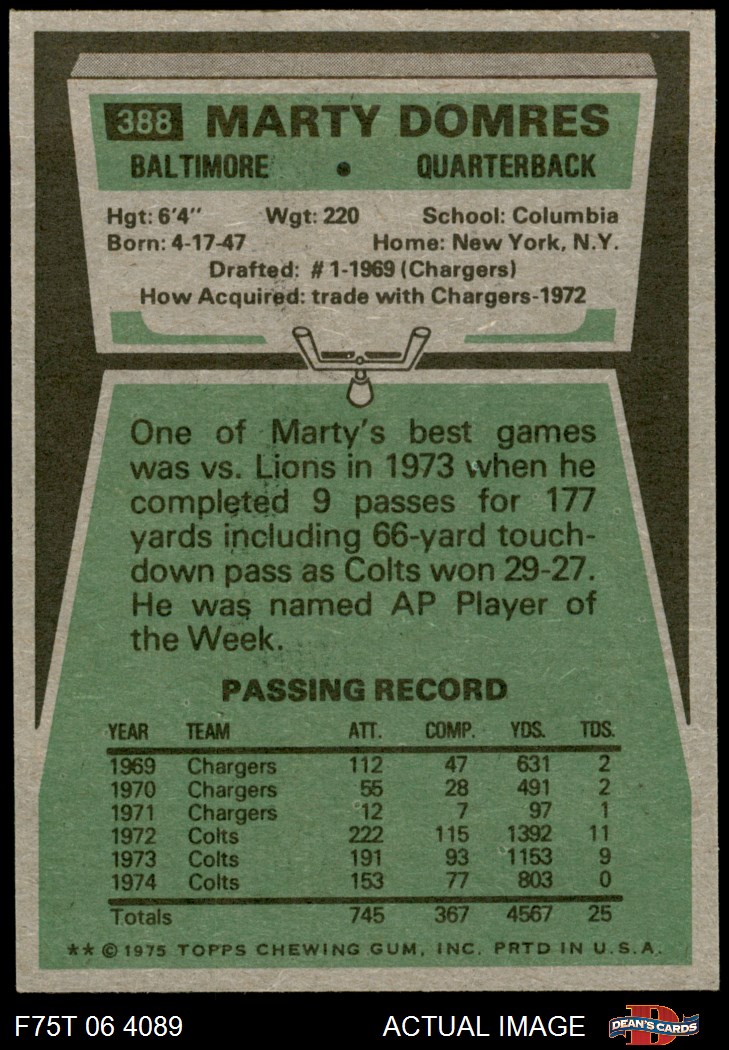 388 MARTY DOMRES
BALTIMORE • QUARTERBACK
Hgt: 6'4" Wgt: 220 School: Columbia
Born: 4-17-47 Home: New York, N.Y.
Drafted: #1-1969 (Chargers)
How Acquired: trade with Chargers-1972
One of Marty's best games
was vs. Lions in 1973 when he
completed 9 passes for 177
yards including 66-yard touch-
down pass as Colts won 29-27.
He was named AP Player of
the Week.
PASSING RECORD
YEAR TEAM ATT. COMP. YDS. TDS.
1969 Chargers 112 47 631 2
1970 Chargers 55 28 491 2
1971 Chargers 12 7 97 1
1972 Colts 222 115 1392 11
1973 Colts 191 93 1153 9
1974 Colts 153 77 803 0
Totals 745 367 4567 25
** © 1975 TOPPS CHEWING GUM, INC. PRTD IN U.S.A.
F75T 06 4089 ACTUAL IMAGE D DEAN'S CARDS